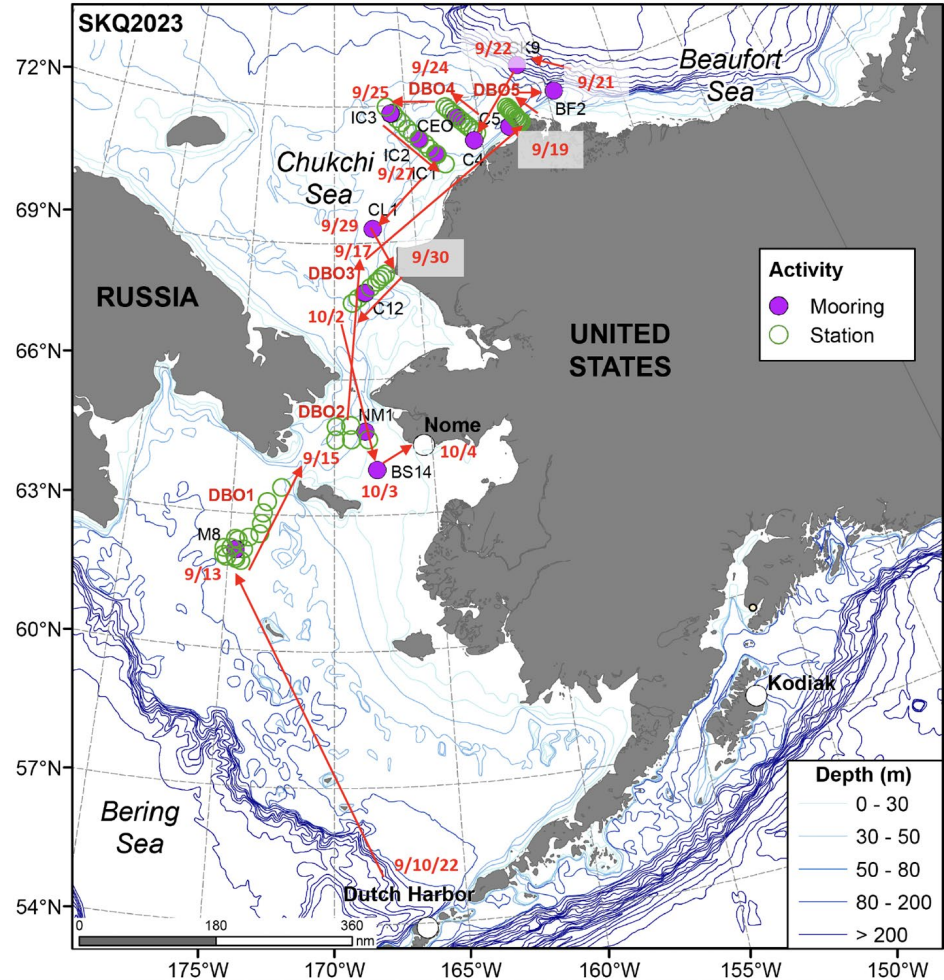 SKQ2023
72°N
69°N
66°N
63°N
60°N
57°N
54°N
9/22
K9
Beaufort
Sea
9/24
9/21
9/25
DBO4
DBO5
BF2
IC3
CEO
C5
IC2
C4
9/19
Chukchi
Sea
9/27
IC1
CL1
9/29
9/17
9/30
DBO3
RUSSIA
C12
10/2
UNITED
STATES
Activity
Mooring
Station
DBO2
NM1
Nome
10/4
9/15
BS14
10/3
DBO1
M8
9/13
Kodiak
Bering
Sea
9/10/22
Dutch Harbor
Depth (m)
0 - 30
30 - 50
50 - 80
80 - 200
> 200
0 180 360
nm
175°W 170°W 165°W 160°W 155°W 150°W